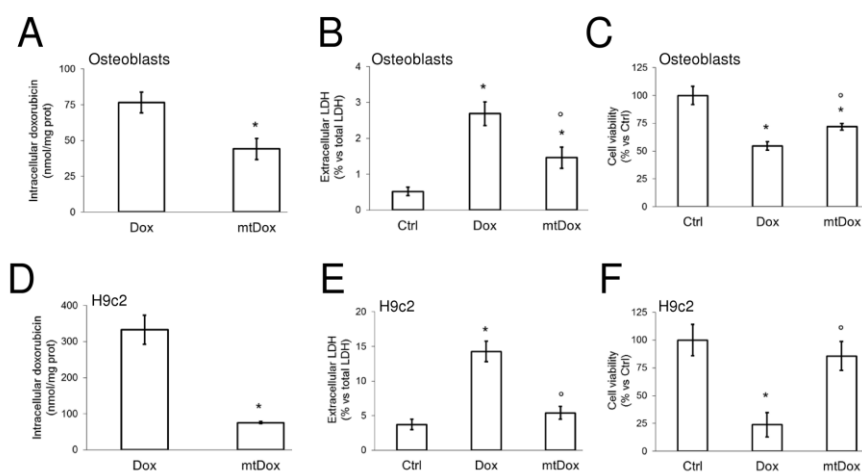 A
Osteoblasts
Intracellular doxorubicin
(nmol/mg prot)
100
75
50
25
0
*
Dox
mtDox
B
Osteoblasts
Extracellular LDH
(% vs total LDH)
4
3
2
1
0
*
°
*
Ctrl
Dox
mtDox
C
Osteoblasts
Cell viability
(% vs Ctrl)
125
100
75
50
25
0
*
°
*
Ctrl
Dox
mtDox
D
H9c2
Intracellular doxorubicin
(nmol/mg prot)
400
300
200
100
0
*
Dox
mtDox
E
H9c2
Extracellular LDH
(% vs total LDH)
20
15
10
5
0
*
°
Ctrl
Dox
mtDox
F
H9c2
Cell viability
(% vs Ctrl)
125
100
75
50
25
0
*
°
Ctrl
Dox
mtDox